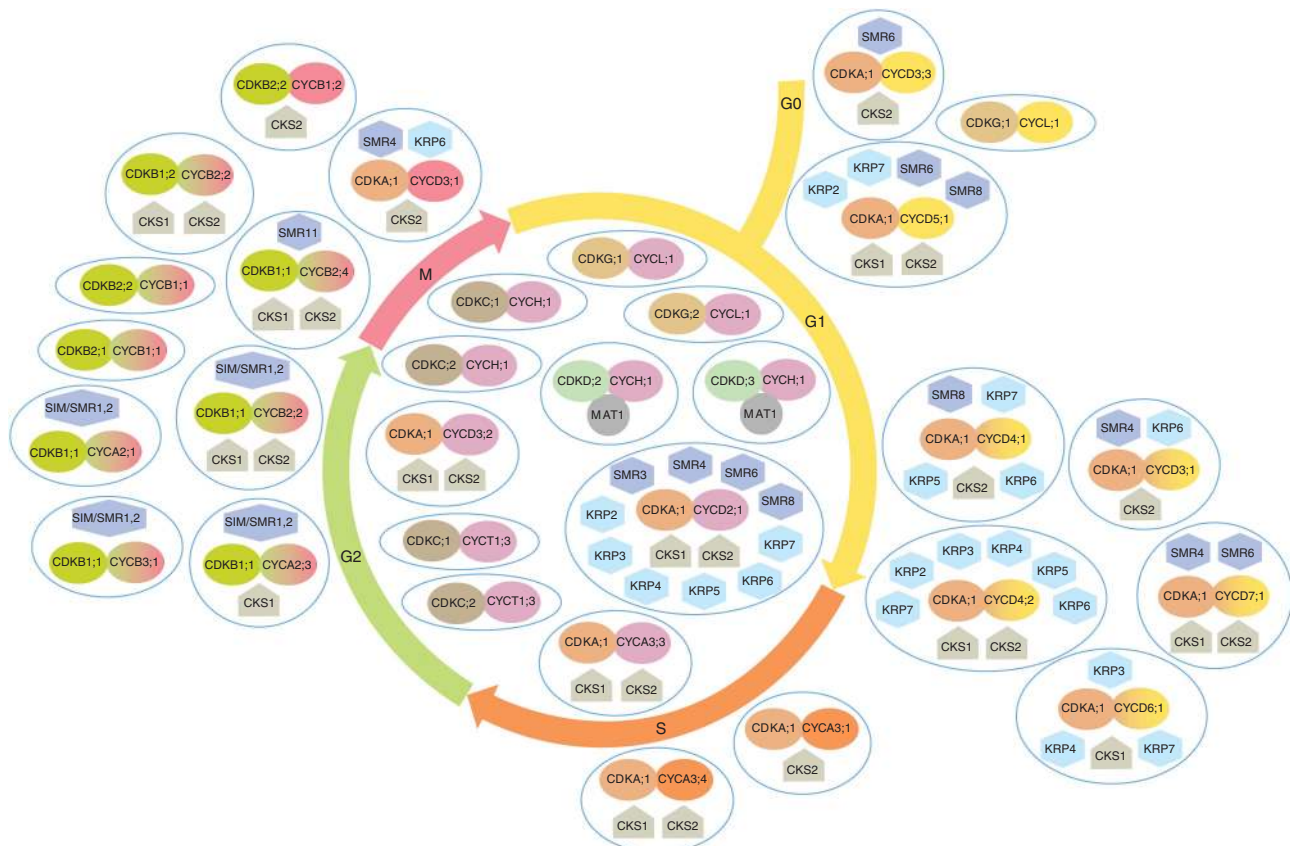 SMR6
CDKA;1 CYCD3;3
CKS2
G0
CDKG;1 CYCL;1
KRP2 KRP7 SMR6 SMR8
CDKA;1 CYCD5;1
CKS1 CKS2
CDKB2;2 CYCB1;2
CKS2
SMR4 KRP6
CDKA;1 CYCD3;1
CKS2
CDKB1;2 CYCB2;2
CKS1 CKS2
SMR11
CDKB1;1 CYCB2;4
CKS1 CKS2
CDKB2;2 CYCB1;1
CDKB2;1 CYCB1;1
SIM/SMR1,2
CDKB1;1 CYCB2;2
CKS1 CKS2
SIM/SMR1,2
CDKB1;1 CYCA2;1
SIM/SMR1,2
CDKB1;1 CYCB3;1
SIM/SMR1,2
CDKB1;1 CYCA2;3
CKS1
M
G1
G2
S
CDKG;1 CYCL;1
CDKC;1 CYCH;1
CDKG;2 CYCL;1
CDKC;2 CYCH;1
CDKD;2 CYCH;1
MAT1
CDKD;3 CYCH;1
MAT1
CDKA;1 CYCD3;2
CKS1 CKS2
SMR3 SMR4 SMR6 SMR8
CDKA;1 CYCD2;1
CKS1 CKS2
KRP2 KRP3 KRP4 KRP5 KRP6 KRP7
CDKC;1 CYCT1;3
CDKC;2 CYCT1;3
CDKA;1 CYCA3;3
CKS1 CKS2
SMR8 KRP7
CDKA;1 CYCD4;1
KRP5 CKS2 KRP6
SMR4 KRP6
CDKA;1 CYCD3;1
CKS2
KRP2 KRP3 KRP4 KRP5
KRP7 CDKA;1 CYCD4;2 KRP6
CKS1 CKS2
SMR4 SMR6
CDKA;1 CYCD7;1
CKS1 CKS2
KRP3
CDKA;1 CYCD6;1
KRP4 CKS1 KRP7
CDKA;1 CYCA3;1
CKS2
CDKA;1 CYCA3;4
CKS1 CKS2